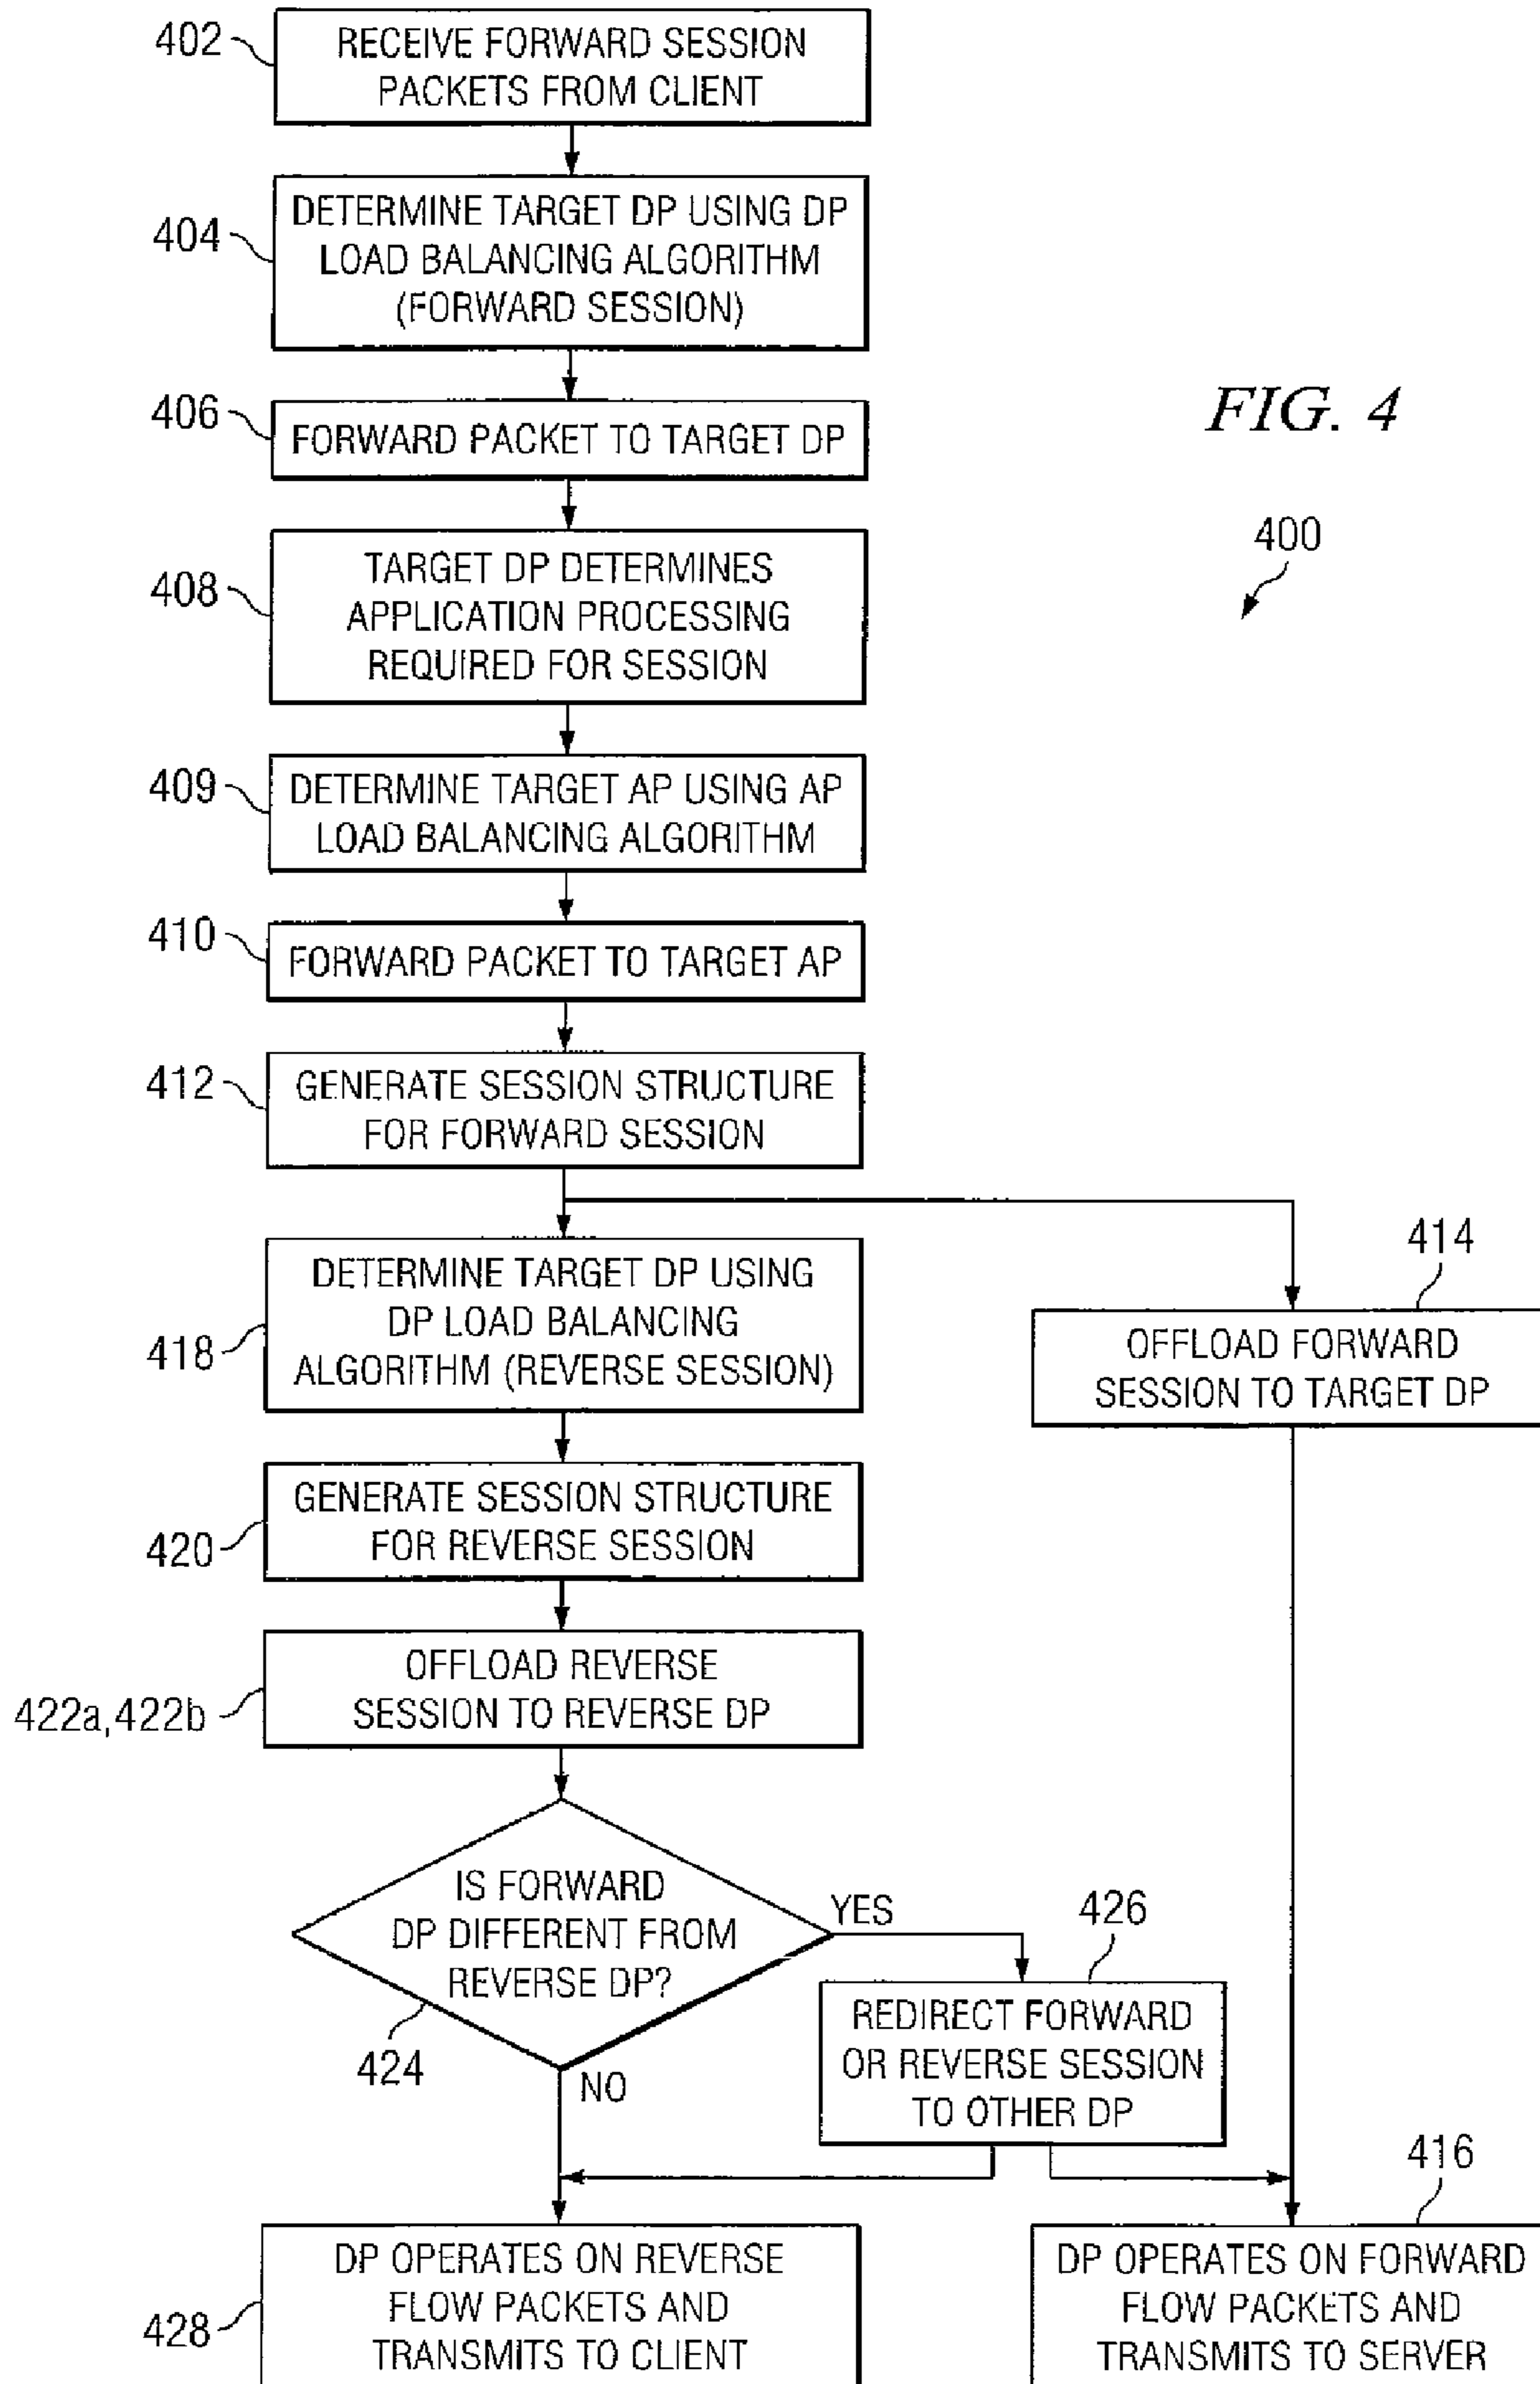 402
RECEIVE FORWARD SESSION
PACKETS FROM CLIENT
404
DETERMINE TARGET DP USING DP
LOAD BALANCING ALGORITHM
(FORWARD SESSION)
406
FORWARD PACKET TO TARGET DP
FIG. 4
400
408
TARGET DP DETERMINES
APPLICATION PROCESSING
REQUIRED FOR SESSION
409
DETERMINE TARGET AP USING AP
LOAD BALANCING ALGORITHM
410
FORWARD PACKET TO TARGET AP
412
GENERATE SESSION STRUCTURE
FOR FORWARD SESSION
418
DETERMINE TARGET DP USING
DP LOAD BALANCING
ALGORITHM (REVERSE SESSION)
414
OFFLOAD FORWARD
SESSION TO TARGET DP
420
GENERATE SESSION STRUCTURE
FOR REVERSE SESSION
422a,422b
OFFLOAD REVERSE
SESSION TO REVERSE DP
IS FORWARD
DP DIFFERENT FROM
REVERSE DP?
424
YES
NO
426
REDIRECT FORWARD
OR REVERSE SESSION
TO OTHER DP
428
DP OPERATES ON REVERSE
FLOW PACKETS AND
TRANSMITS TO CLIENT
416
DP OPERATES ON FORWARD
FLOW PACKETS AND
TRANSMITS TO SERVER